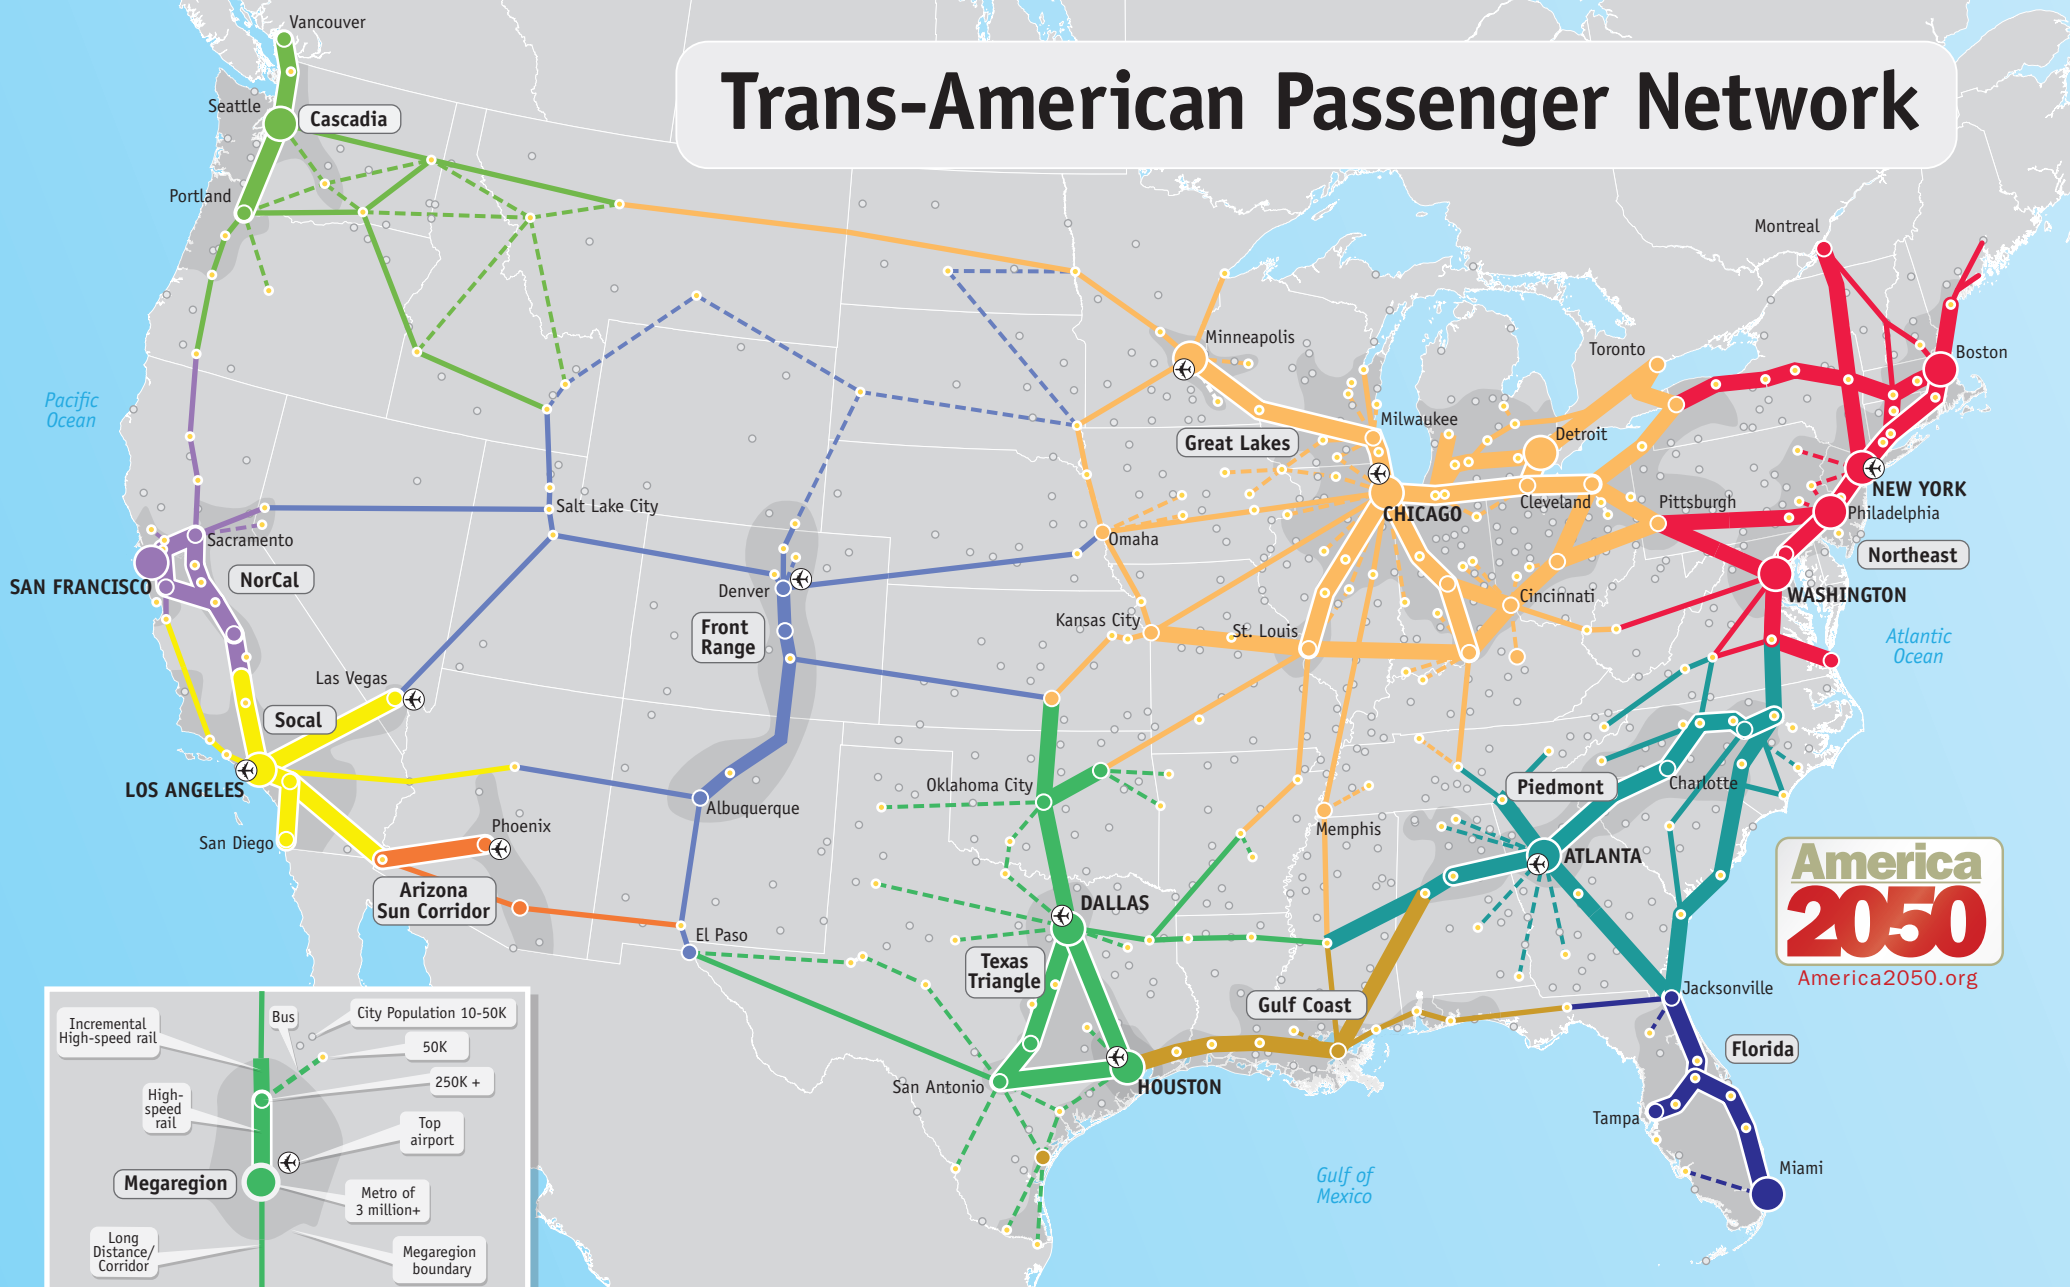 Trans-American Passenger Network
Vancouver
Seattle
Cascadia
Portland
Pacific
Ocean
Salt Lake City
Sacramento
SAN FRANCISCO
NorCal
Denver
Front
Range
Las Vegas
Socal
LOS ANGELES
San Diego
Phoenix
Arizona
Sun Corridor
Albuquerque
El Paso
Minneapolis
Milwaukee
Great Lakes
CHICAGO
Omaha
Kansas City
St. Louis
Detroit
Toronto
Cleveland
Pittsburgh
Cincinnati
Montreal
Boston
NEW YORK
Philadelphia
Northeast
WASHINGTON
Atlantic
Ocean
Oklahoma City
Memphis
Piedmont
Charlotte
ATLANTA
DALLAS
Texas
Triangle
San Antonio
HOUSTON
Gulf Coast
Jacksonville
Florida
Tampa
Miami
Gulf of
Mexico
America
2050
America2050.org
Incremental
High-speed rail
Bus
City Population 10-50K
50K
250K +
High-
speed
rail
Top
airport
Megaregion
Metro of
3 million+
Long
Distance/
Corridor
Megaregion
boundary